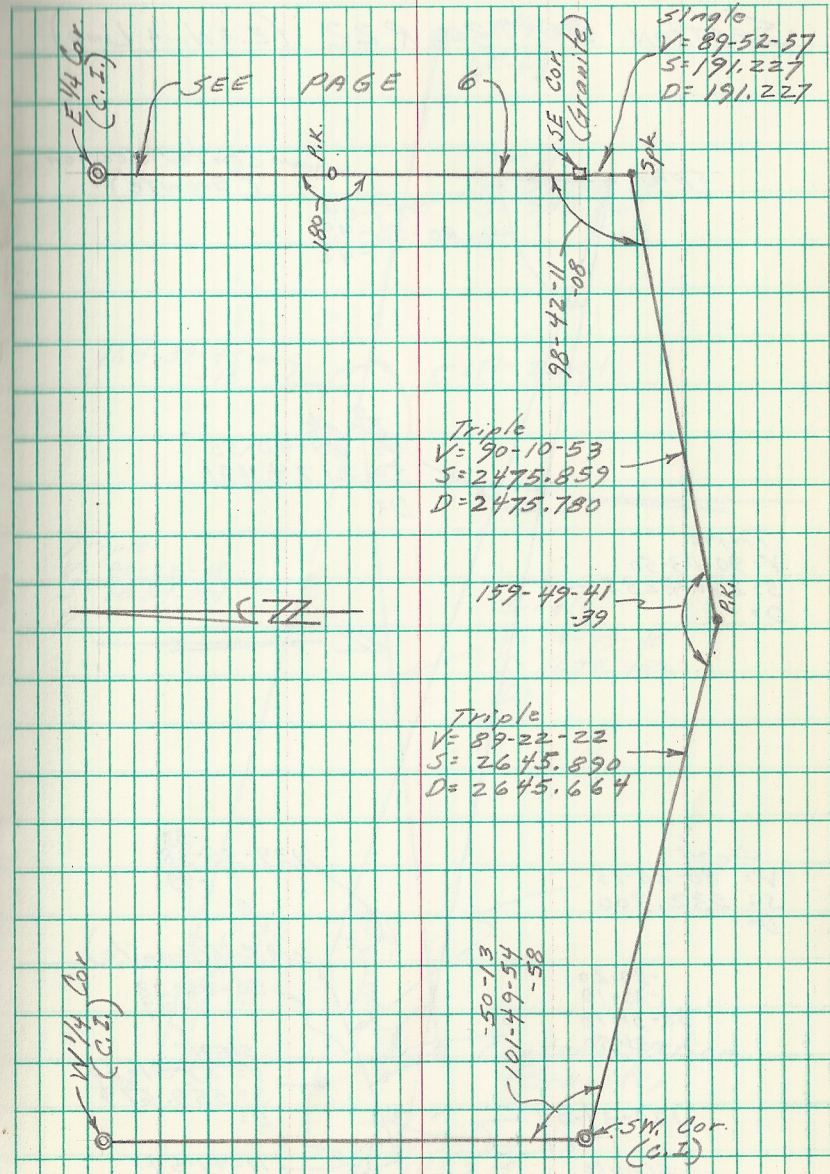 Single
V= 89-52-57
S=191.227
D= 191.227
E 1/4 Cor
(C.I.)
SEE PAGE 6
P.K.
180-
SE Cor.
(Granite)
Spk.
98-42-11
-08
Triple
V= 90-10-53
S=2475.859
D=2475.780
159-49-41
-39
P.K.
N
Triple
V= 89-22-22
S= 2645.890
D= 2645.664
-50-13
101-49-54
-58
W 1/4 Cor
(C.I.)
SW. Cor.
(C.I)